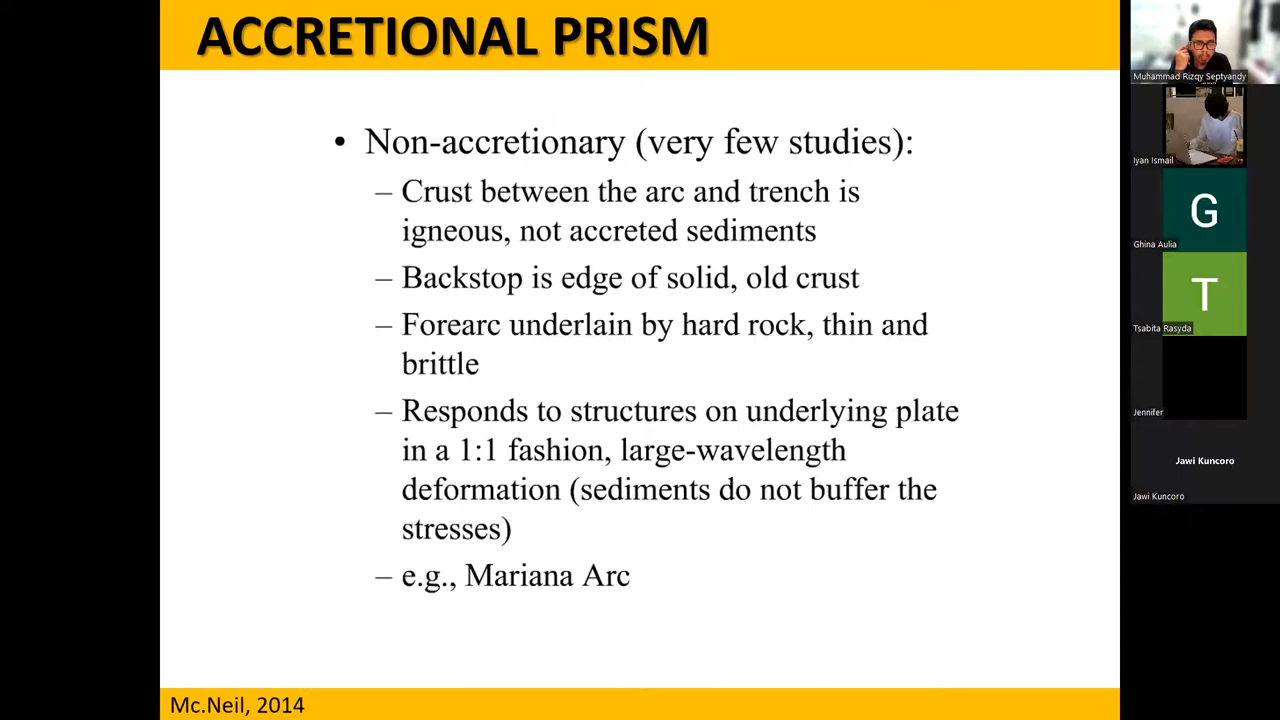 ACCRETIONAL PRISM
• Non-accretionary (very few studies):
– Crust between the arc and trench is
igneous, not accreted sediments
– Backstop is edge of solid, old crust
– Forearc underlain by hard rock, thin and
brittle
– Responds to structures on underlying plate
in a 1:1 fashion, large-wavelength
deformation (sediments do not buffer the
stresses)
– e.g., Mariana Arc
Mc.Neil, 2014
Muhammad Rizqy Septyandy
Iyan Ismail
G
Ghina Aulia
T
Tsabita Rasyda
Jennifer
Jawi Kuncoro
Jawi Kuncoro